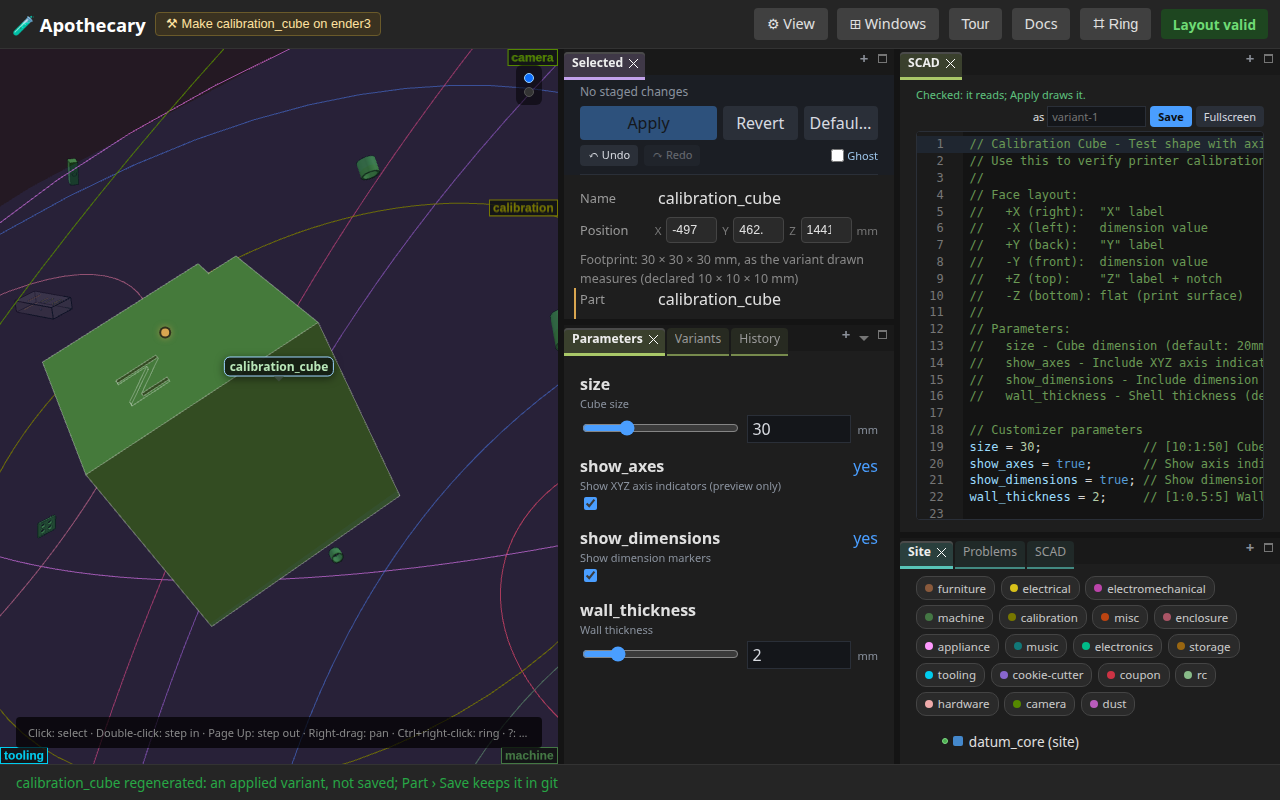 Apothecary
⚒ Make calibration_cube on ender3
⚙ View
⊞ Windows
Tour
Docs
⌗ Ring
Layout valid
camera
calibration
calibration_cube
Z
Click: select · Double-click: step in · Page Up: step out · Right-drag: pan · Ctrl+right-click: ring · ?: ...
tooling
machine
Selected
No staged changes
Apply
Revert
Defaul...
↶ Undo
↷ Redo
Ghost
Name calibration_cube
Position X -497 Y 462. Z 1441 mm
Footprint: 30 × 30 × 30 mm, as the variant drawn
measures (declared 10 × 10 × 10 mm)
Part calibration_cube
Parameters
Variants
History
size
Cube size
30 mm
show_axes yes
Show XYZ axis indicators (preview only)
show_dimensions yes
Show dimension markers
wall_thickness
Wall thickness
2 mm
SCAD
Checked: it reads; Apply draws it.
as variant-1 Save Fullscreen
1 // Calibration Cube - Test shape with axi
2 // Use this to verify printer calibration
3 //
4 // Face layout:
5 //   +X (right):  "X" label
6 //   -X (left):   dimension value
7 //   +Y (back):   "Y" label
8 //   -Y (front):  dimension value
9 //   +Z (top):    "Z" label + notch
10 //   -Z (bottom): flat (print surface)
11 //
12 // Parameters:
13 //   size - Cube dimension (default: 20mm
14 //   show_axes - Include XYZ axis indicat
15 //   show_dimensions - Include dimension
16 //   wall_thickness - Shell thickness (de
17
18 // Customizer parameters
19 size = 30;              // [10:1:50] Cube
20 show_axes = true;       // Show axis indi
21 show_dimensions = true; // Show dimension
22 wall_thickness = 2;     // [1:0.5:5] Wall
23
Site
Problems
SCAD
furniture
electrical
electromechanical
machine
calibration
misc
enclosure
appliance
music
electronics
storage
tooling
cookie-cutter
coupon
rc
hardware
camera
dust
datum_core (site)
calibration_cube regenerated: an applied variant, not saved; Part › Save keeps it in git